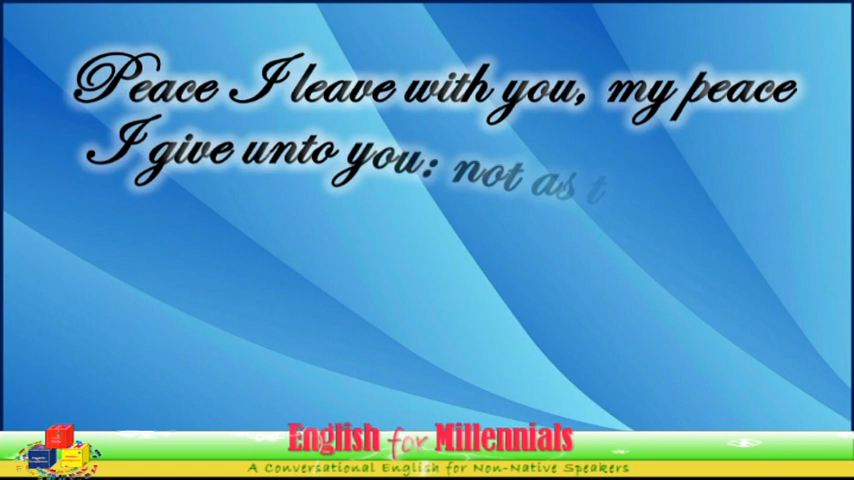 Peace I leave with you, my peace
I give unto you: not as t
English for Millennials
A Conversational English for Non-Native Speakers